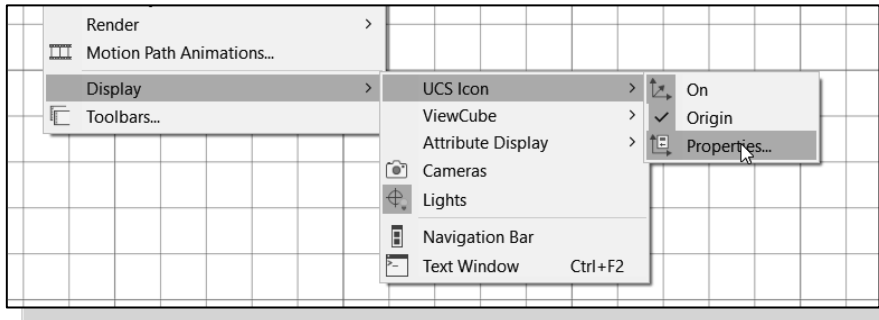 Render >
Motion Path Animations...
Display >
Toolbars...
UCS Icon >
ViewCube >
Attribute Display >
Cameras
Lights
Navigation Bar
Text Window Ctrl+F2
On
Origin
Properties...